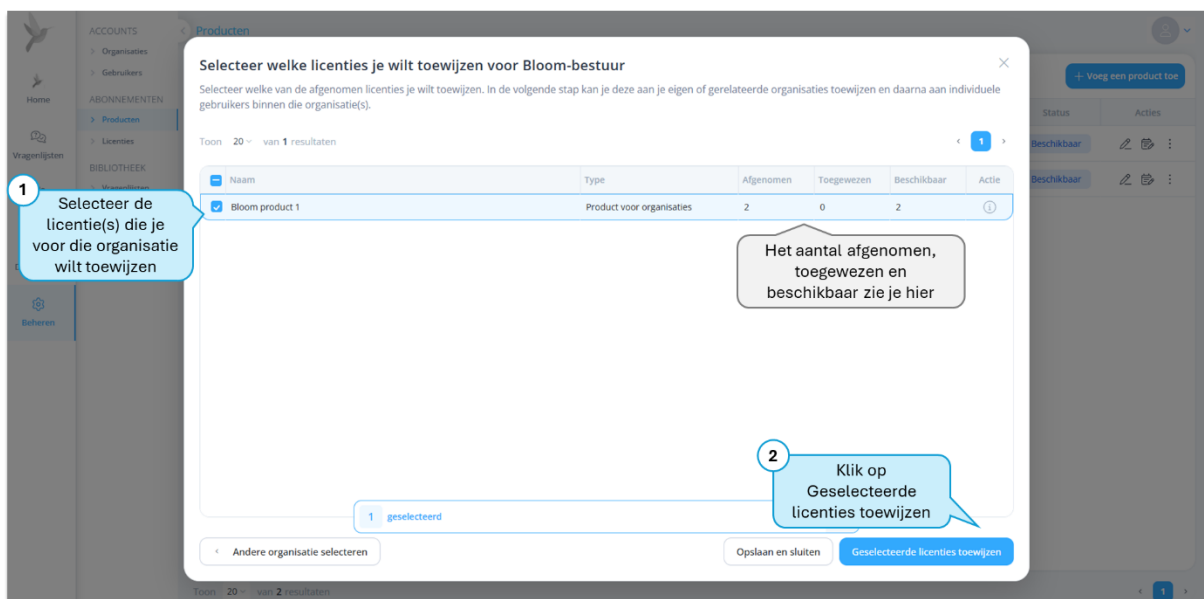 ACCOUNTS
> Organisaties
> Gebruikers
ABONNEMENTEN
> Producten
> Licenties
BIBLIOTHEEK
> Vragenlijsten
Home
Vragenlijsten
Beheren
Producten
+ Voeg een product toe
Status
Acties
Beschikbaar
Beschikbaar
Selecteer welke licenties je wilt toewijzen voor Bloom-bestuur
Selecteer welke van de afgenomen licenties je wilt toewijzen. In de volgende stap kan je deze aan je eigen of gerelateerde organisaties toewijzen en daarna aan individuele
gebruikers binnen die organisatie(s).
Toon 20 van 1 resultaten
< 1 >
Naam Type Afgenomen Toegewezen Beschikbaar Actie
Bloom product 1 Product voor organisaties 2 0 2
1
Selecteer de
licentie(s) die je
voor die organisatie
wilt toewijzen
Het aantal afgenomen,
toegewezen en
beschikbaar zie je hier
2
Klik op
Geselecteerde
licenties toewijzen
1 geselecteerd
< Andere organisatie selecteren
Opslaan en sluiten
Geselecteerde licenties toewijzen
Toon 20 van 2 resultaten
< 1 >